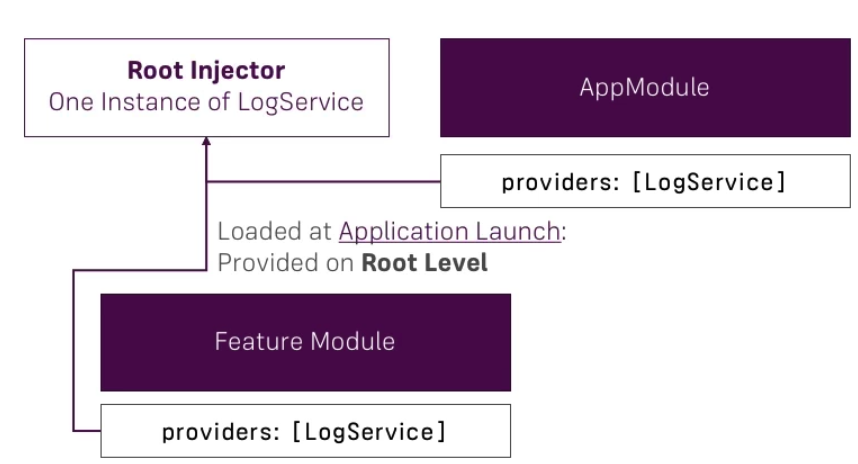 Root Injector
One Instance of LogService
AppModule
providers: [LogService]
Loaded at Application Launch:
Provided on Root Level
Feature Module
providers: [LogService]